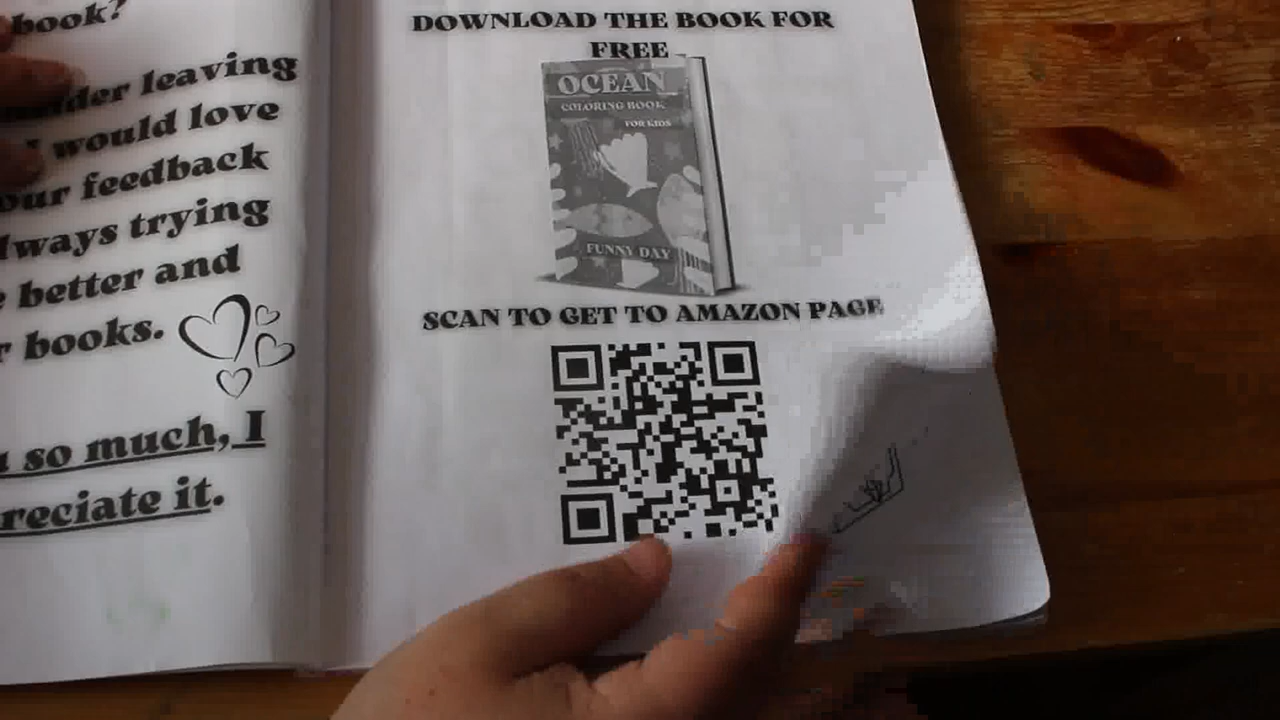 book?
leaving
I would love
our feedback
lways trying
better and
books.
so much, I
reciate it.
DOWNLOAD THE BOOK FOR
FREE
OCEAN
COLORING BOOK
FOR KIDS
FUNNY DAY
SCAN TO GET TO AMAZON PAGE